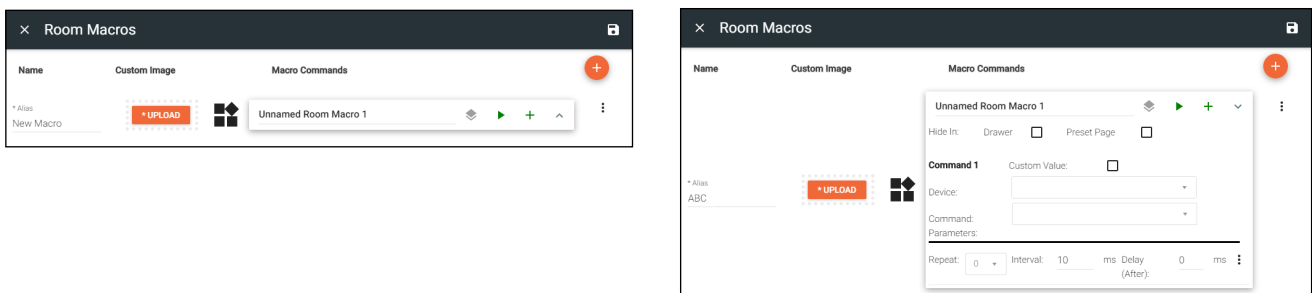 Room Macros
Name Custom Image Macro Commands
* Alias
New Macro
* UPLOAD
Unnamed Room Macro 1
Room Macros
Name Custom Image Macro Commands
Unnamed Room Macro 1
Hide In: Drawer Preset Page
Command 1 Custom Value:
* Alias
ABC
* UPLOAD
Device:
Command:
Parameters:
Repeat: 0 Interval: 10 ms Delay 0 ms
(After):